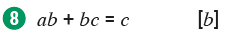 8 ab + bc = c [b]